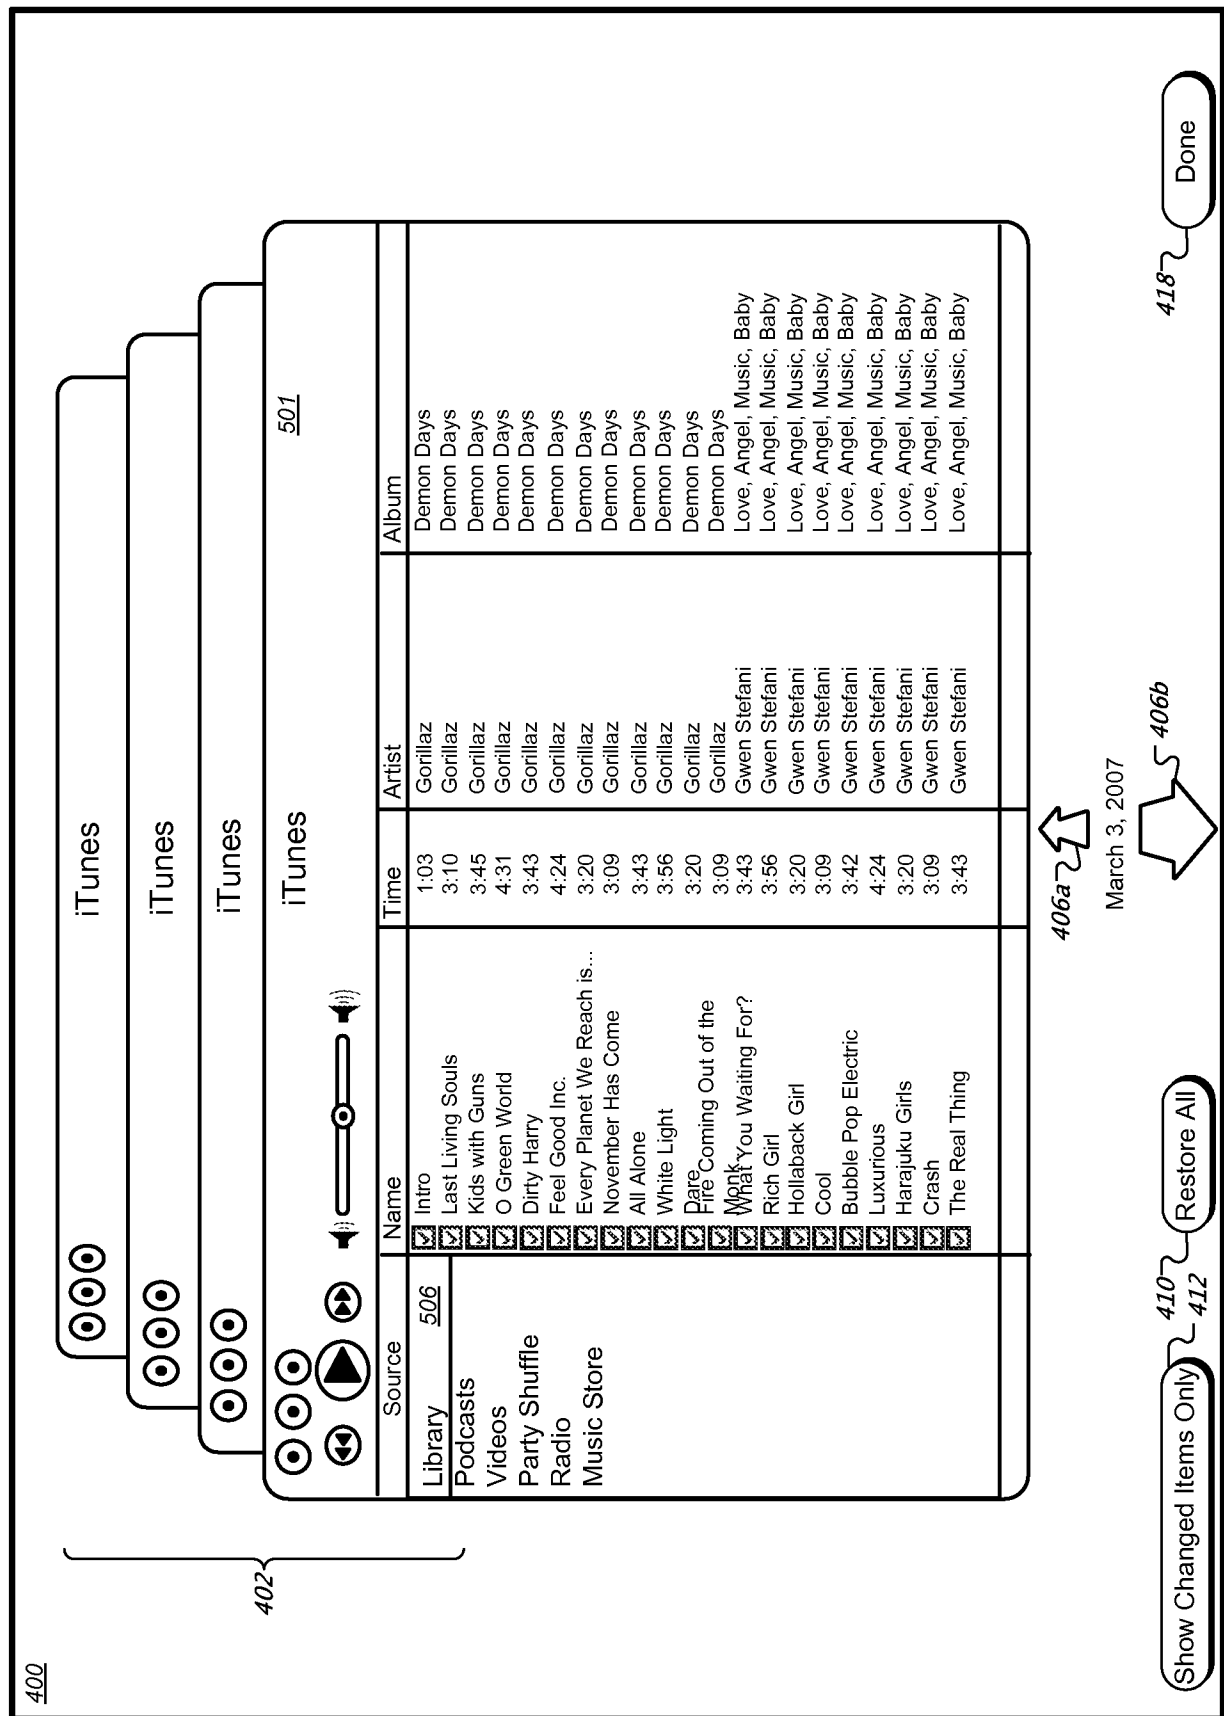 400
402
iTunes
iTunes
iTunes
iTunes
501
Source Name Time Artist Album
Library 506
Podcasts
Videos
Party Shuffle
Radio
Music Store
Intro 1:03 Gorillaz Demon Days
Last Living Souls 3:10 Gorillaz Demon Days
Kids with Guns 3:45 Gorillaz Demon Days
O Green World 4:31 Gorillaz Demon Days
Dirty Harry 3:43 Gorillaz Demon Days
Feel Good Inc. 4:24 Gorillaz Demon Days
Every Planet We Reach is... 3:20 Gorillaz Demon Days
November Has Come 3:09 Gorillaz Demon Days
All Alone 3:43 Gorillaz Demon Days
White Light 3:56 Gorillaz Demon Days
Dare 3:20 Gorillaz Demon Days
Fire Coming Out of the
Monk 3:09 Gorillaz Demon Days
What You Waiting For? 3:43 Gwen Stefani Love, Angel, Music, Baby
Rich Girl 3:56 Gwen Stefani Love, Angel, Music, Baby
Hollaback Girl 3:20 Gwen Stefani Love, Angel, Music, Baby
Cool 3:09 Gwen Stefani Love, Angel, Music, Baby
Bubble Pop Electric 3:42 Gwen Stefani Love, Angel, Music, Baby
Luxurious 4:24 Gwen Stefani Love, Angel, Music, Baby
Harajuku Girls 3:20 Gwen Stefani Love, Angel, Music, Baby
Crash 3:09 Gwen Stefani Love, Angel, Music, Baby
The Real Thing 3:43 Gwen Stefani Love, Angel, Music, Baby
406a
March 3, 2007
406b
410
412
418
Show Changed Items Only Restore All Done